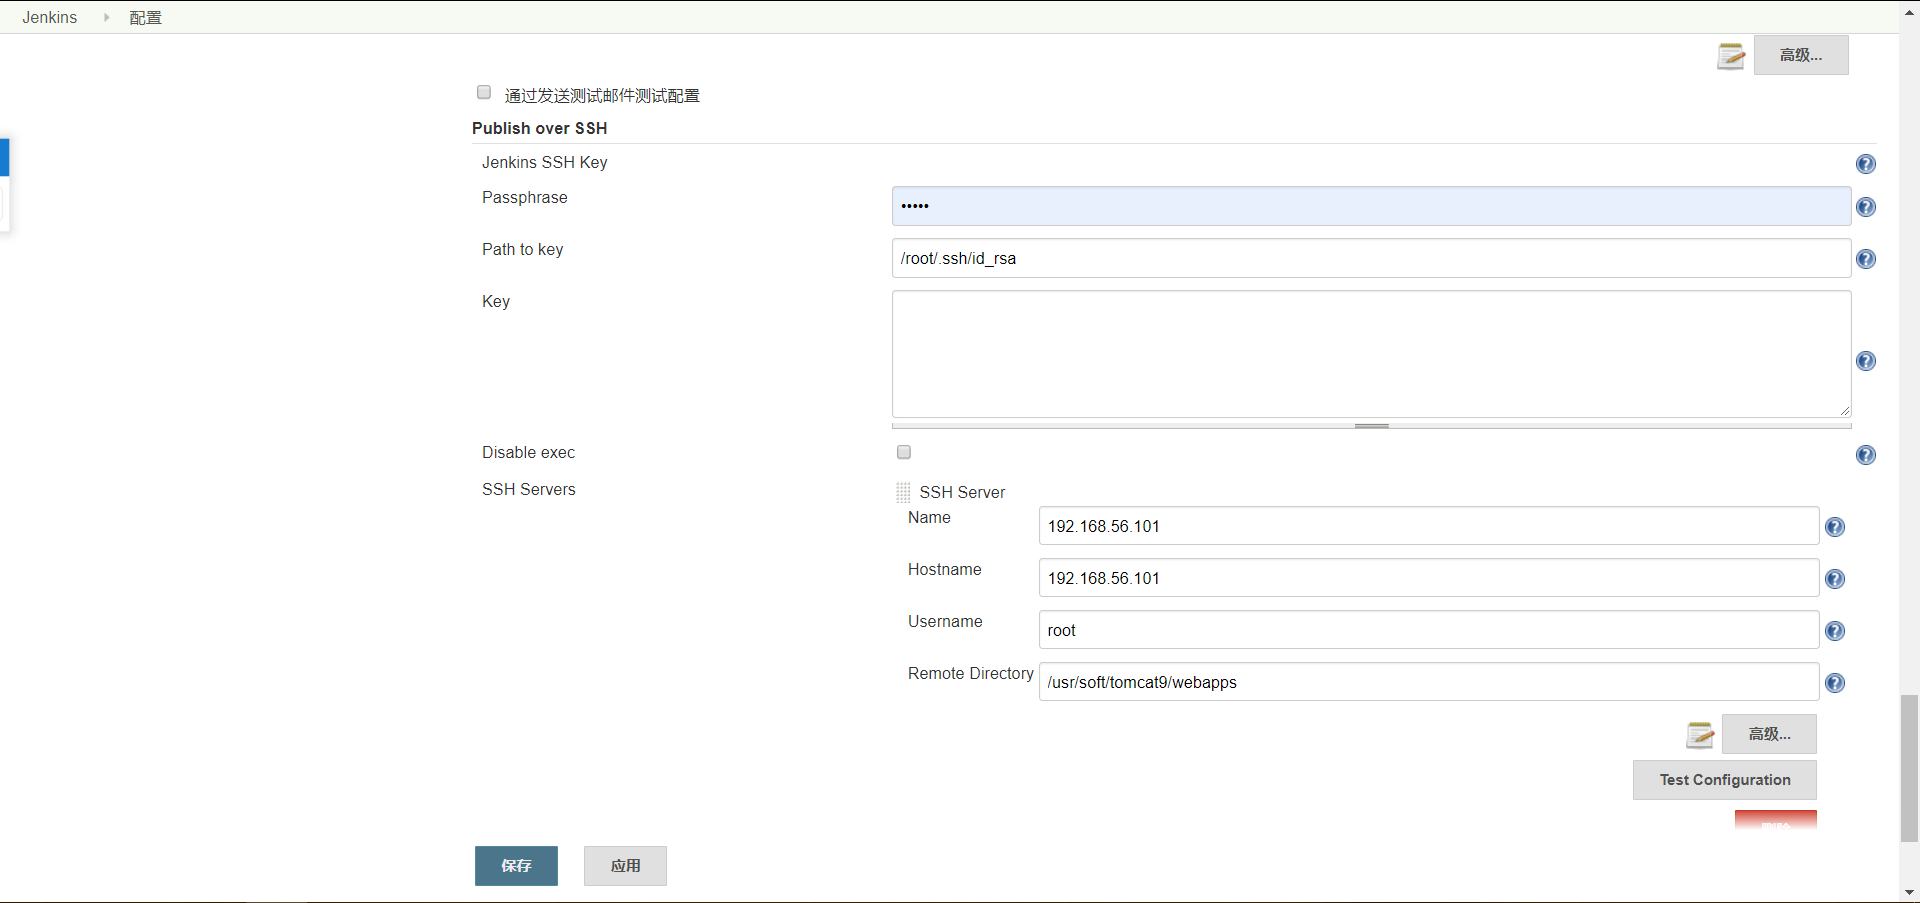 Jenkins 配置
高级...
通过发送测试邮件测试配置
Publish over SSH
Jenkins SSH Key
Passphrase •••••
Path to key /root/.ssh/id_rsa
Key
Disable exec
SSH Servers
SSH Server
Name 192.168.56.101
Hostname 192.168.56.101
Username root
Remote Directory /usr/soft/tomcat9/webapps
高级...
Test Configuration
保存 应用